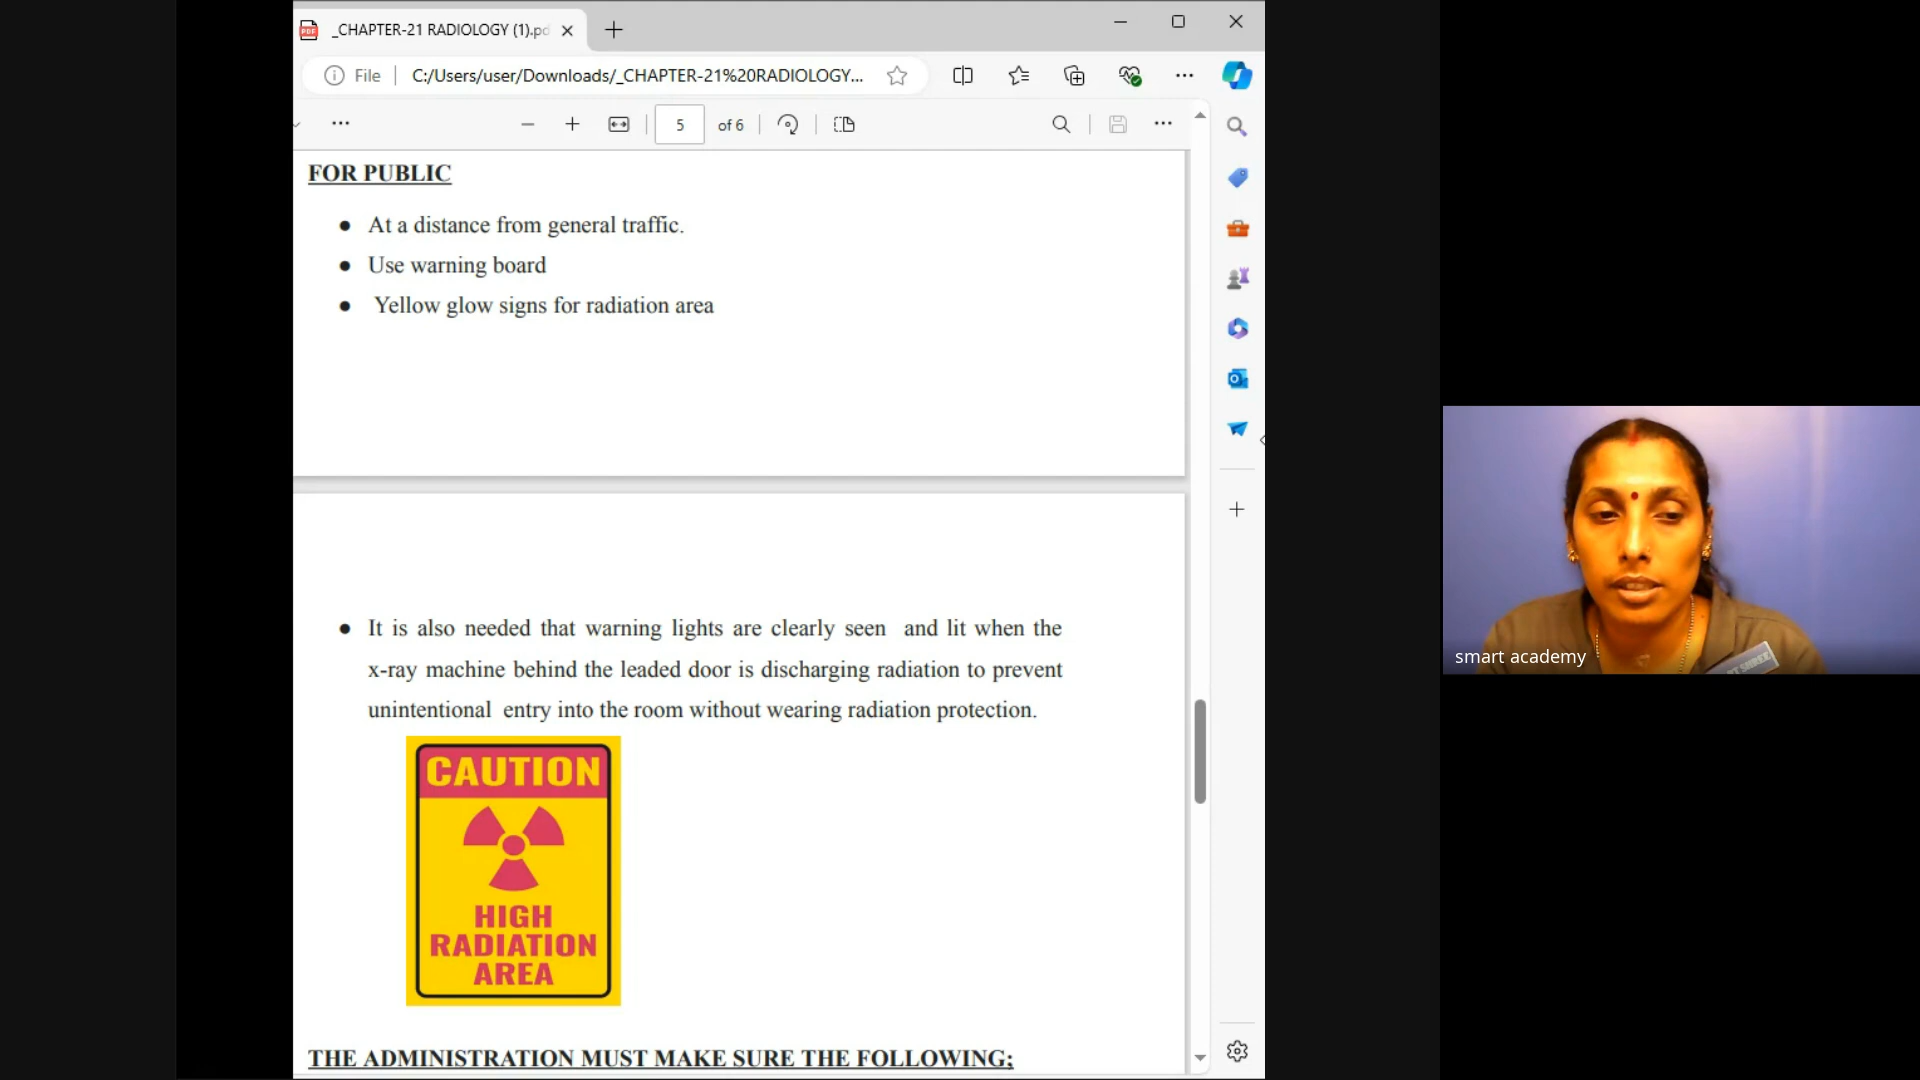 _CHAPTER-21 RADIOLOGY (1).pd
File
C:/Users/user/Downloads/_CHAPTER-21%20RADIOLOGY...
5 of 6
FOR PUBLIC
● At a distance from general traffic.
● Use warning board
● Yellow glow signs for radiation area
● It is also needed that warning lights are clearly seen and lit when the
x-ray machine behind the leaded door is discharging radiation to prevent
unintentional entry into the room without wearing radiation protection.
CAUTION
HIGH
RADIATION
AREA
THE ADMINISTRATION MUST MAKE SURE THE FOLLOWING;
smart academy